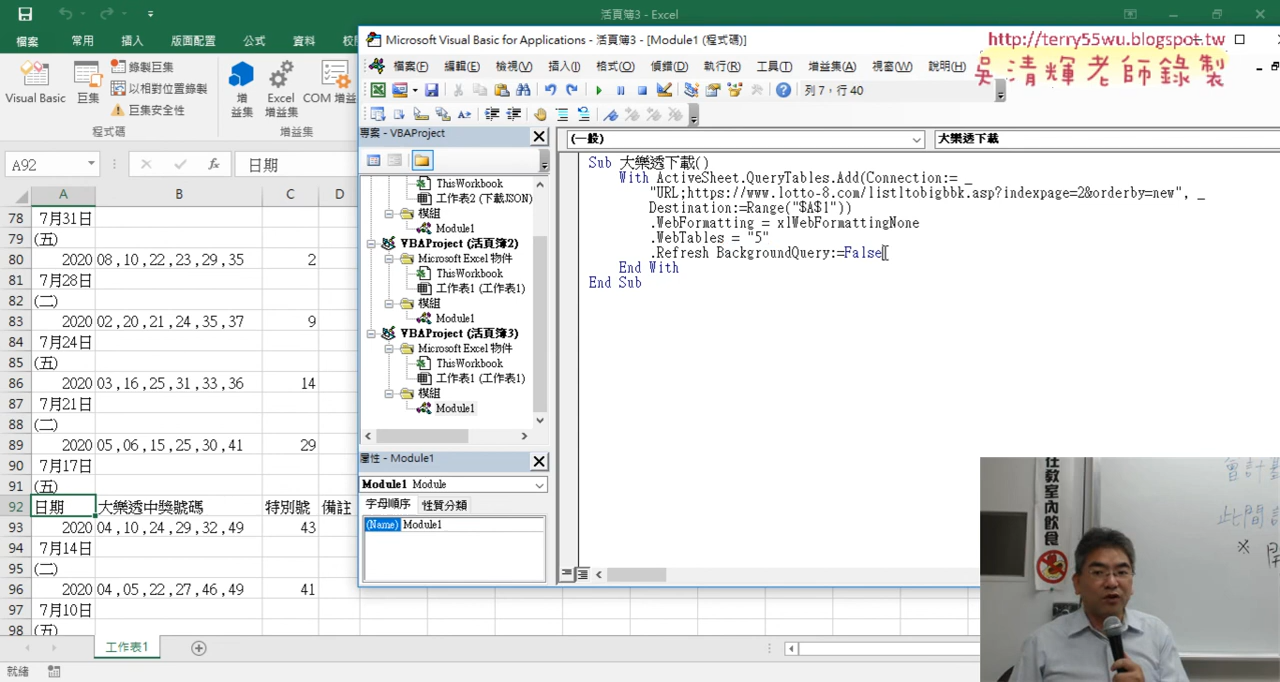 活頁簿3 - Excel
檔案 常用 插入 版面配置 公式 資料 校
Visual Basic 巨集 錄製巨集 以相對位置錄製 巨集安全性 增益集 Excel 增益集 COM 增益
程式碼 增益集
A92 fx 日期
A B C D
78 7月31日
79 (五)
80 2020 08,10,22,23,29,35 2
81 7月28日
82 (二)
83 2020 02,20,21,24,35,37 9
84 7月24日
85 (五)
86 2020 03,16,25,31,33,36 14
87 7月21日
88 (二)
89 2020 05,06,15,25,30,41 29
90 7月17日
91 (五)
92 日期 大樂透中獎號碼 特別號 備註
93 2020 04,10,24,29,32,49 43
94 7月14日
95 (二)
96 2020 04,05,22,27,46,49 41
97 7月10日
98 (五)
工作表1
就緒
Microsoft Visual Basic for Applications - 活頁簿3 - [Module1 (程式碼)]
檔案(F) 編輯(E) 檢視(V) 插入(I) 格式(O) 偵錯(D) 執行(R) 工具(T) 增益集(A) 視窗(W) 說明(H)
列 7，行 40
專案 - VBAProject
ThisWorkbook
工作表2 (下載JSON)
模組
Module1
VBAProject (活頁簿2)
Microsoft Excel 物件
ThisWorkbook
工作表1 (工作表1)
模組
Module1
VBAProject (活頁簿3)
Microsoft Excel 物件
ThisWorkbook
工作表1 (工作表1)
模組
Module1
屬性 - Module1
Module1 Module
字母順序 性質分類
(Name) Module1
(一般) 大樂透下載
Sub 大樂透下載()
With ActiveSheet.QueryTables.Add(Connection:= _
"URL;https://www.lotto-8.com/listltobigbbk.asp?indexpage=2&orderby=new", _
Destination:=Range("$A$1"))
.WebFormatting = xlWebFormattingNone
.WebTables = "5"
.Refresh BackgroundQuery:=False
End With
End Sub
http://terry55wu.blogspot.tw
吳清輝老師錄製
在教室內飲食
會計
此間
※ 開